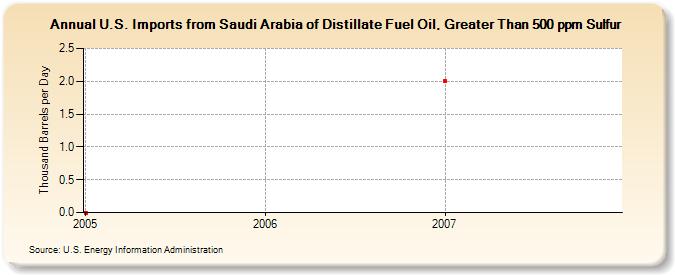 Annual U.S. Imports from Saudi Arabia of Distillate Fuel Oil, Greater Than 500 ppm Sulfur
Thousand Barrels per Day
2.5
2.0
1.5
1.0
0.5
0.0
2005 2006 2007
Source: U.S. Energy Information Administration